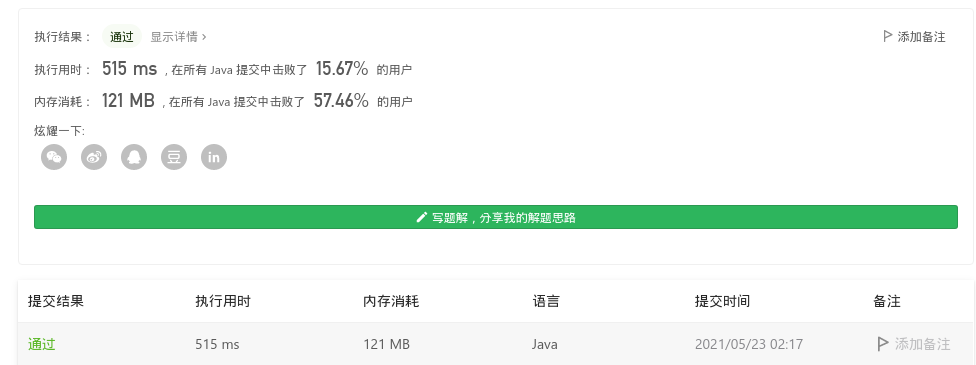 执行结果： 通过 显示详情 › 添加备注
执行用时： 515 ms , 在所有 Java 提交中击败了 15.67% 的用户
内存消耗： 121 MB , 在所有 Java 提交中击败了 57.46% 的用户
炫耀一下:
in
写题解，分享我的解题思路
提交结果 执行用时 内存消耗 语言 提交时间 备注
通过 515 ms 121 MB Java 2021/05/23 02:17 添加备注